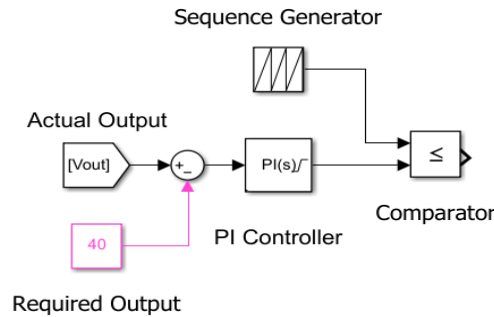 Sequence Generator
Actual Output
[Vout]
+
−
PI(s)
≤
Comparator
40
PI Controller
Required Output